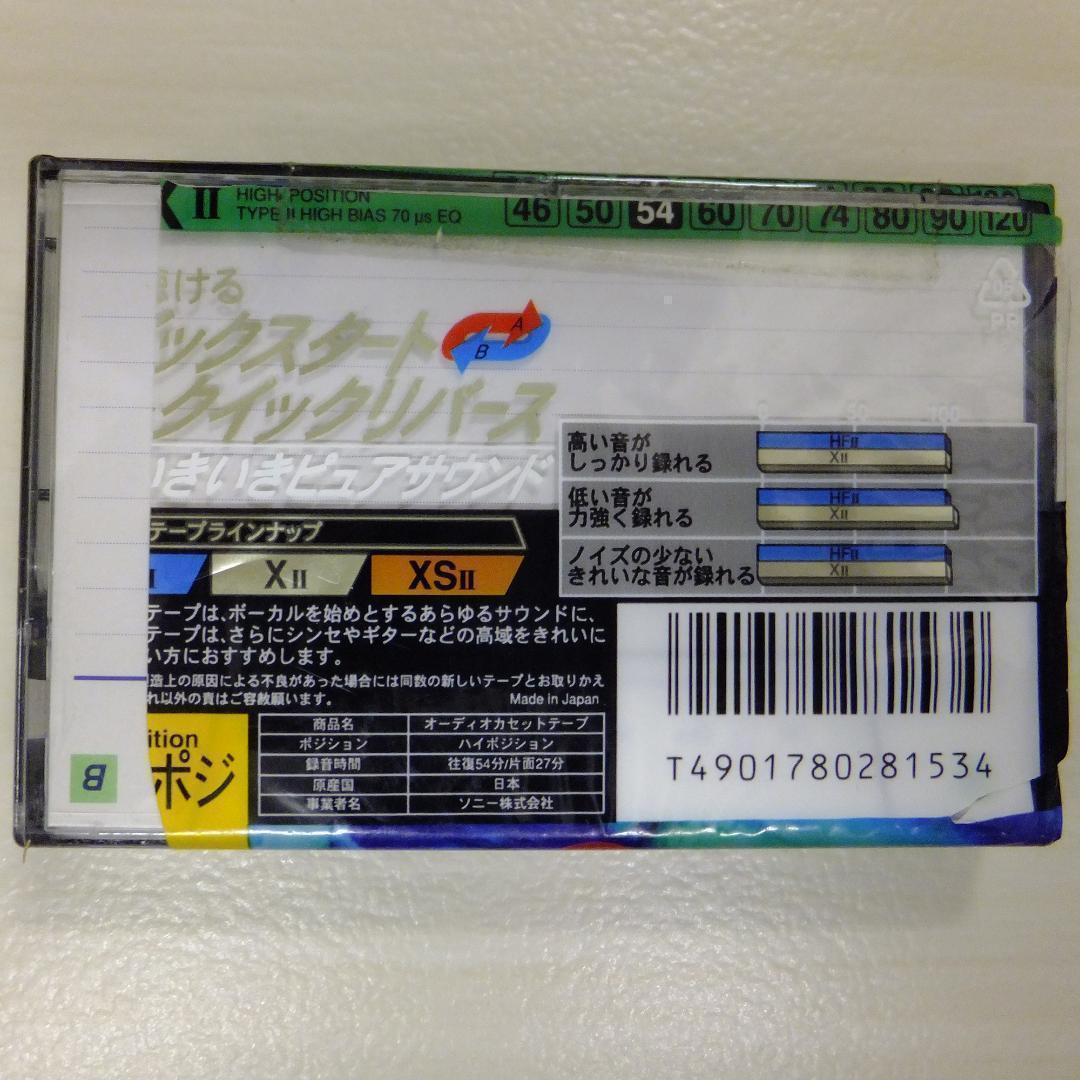 II HIGH POSITION
TYPE II HIGH BIAS 70 μs EQ
46 50 54 60 70 74 80 90 120
聴ける
イックスタート
A
B
クイックリバース
いきいきピュアサウンド
05
PP
0 50 100
高い音が
しっかり録れる
HFII
XII
低い音が
力強く録れる
HFII
XII
ノイズの少ない
きれいな音が録れる
HFII
XII
テープラインナップ
I XII XSII
テープは、ボーカルを始めとするあらゆるサウンドに、
テープは、さらにシンセやギターなどの高域をきれいに
い方におすすめします。
造上の原因による不良があった場合には同数の新しいテープとお取りかえ
れ以外の責はご容赦願います。 Made in Japan
ition
ポジ
B
商品名 オーディオカセットテープ
ポジション ハイポジション
録音時間 往復54分/片面27分
原産国 日本
事業者名 ソニー株式会社
T4901780281534